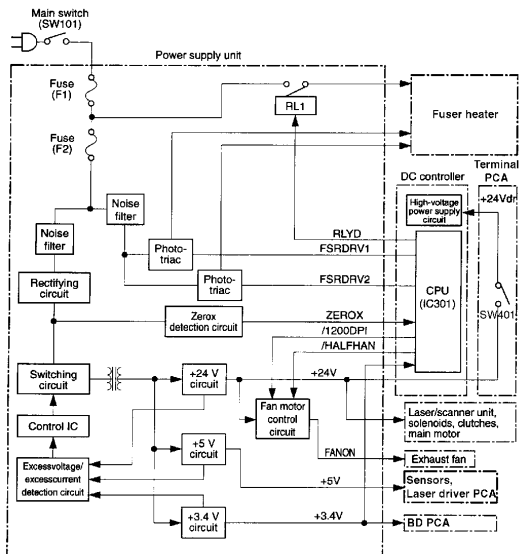 Main switch
(SW101)
Power supply unit
Fuse
(F1)
RL1
Fuser heater
Fuse
(F2)
DC controller
Terminal
PCA
+24Vdr
High-voltage
power supply
circuit
Noise
filter
Noise
filter
RLYD
FSRDRV1
Photo-
triac
Rectifying
circuit
Photo-
triac
FSRDRV2
CPU
(IC301)
SW401
Zerox
detection circuit
ZEROX
/1200DPI
/HALFHAN
Switching
circuit
+24 V
circuit
+24V
Fan motor
control
circuit
Laser/scanner unit,
solenoids, clutches,
main motor
Control IC
FANON
Exhaust fan
+5 V
circuit
Excessvoltage/
excesscurrent
detection circuit
+5V
Sensors,
Laser driver PCA
+3.4 V
circuit
+3.4V
BD PCA